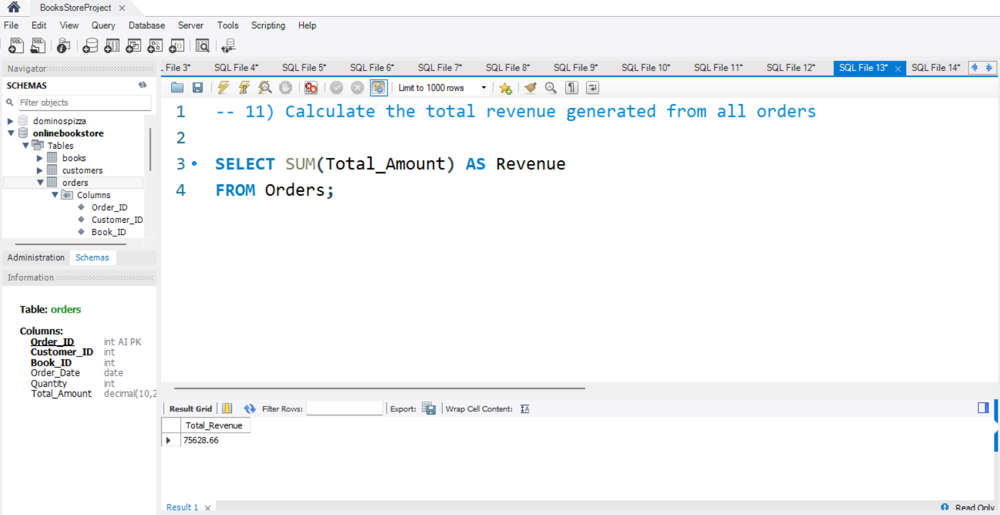 BooksStoreProject ×
File Edit View Query Database Server Tools Scripting Help
Navigator
SCHEMAS
Filter objects
dominospizza
onlinebookstore
Tables
books
customers
orders
Columns
Order_ID
Customer_ID
Book_ID
Administration Schemas
Information
Table: orders
Columns:
Order_ID int AI PK
Customer_ID int
Book_ID int
Order_Date date
Quantity int
Total_Amount decimal(10,2
File 3* SQL File 4* SQL File 5* SQL File 6* SQL File 7* SQL File 8* SQL File 9* SQL File 10* SQL File 11* SQL File 12* SQL File 13* × SQL File 14*
Limit to 1000 rows
1 -- 11) Calculate the total revenue generated from all orders
2
3 SELECT SUM(Total_Amount) AS Revenue
4 FROM Orders;
Result Grid Filter Rows: Export: Wrap Cell Content:
Total_Revenue
75628.66
Result 1 ×
Read Only